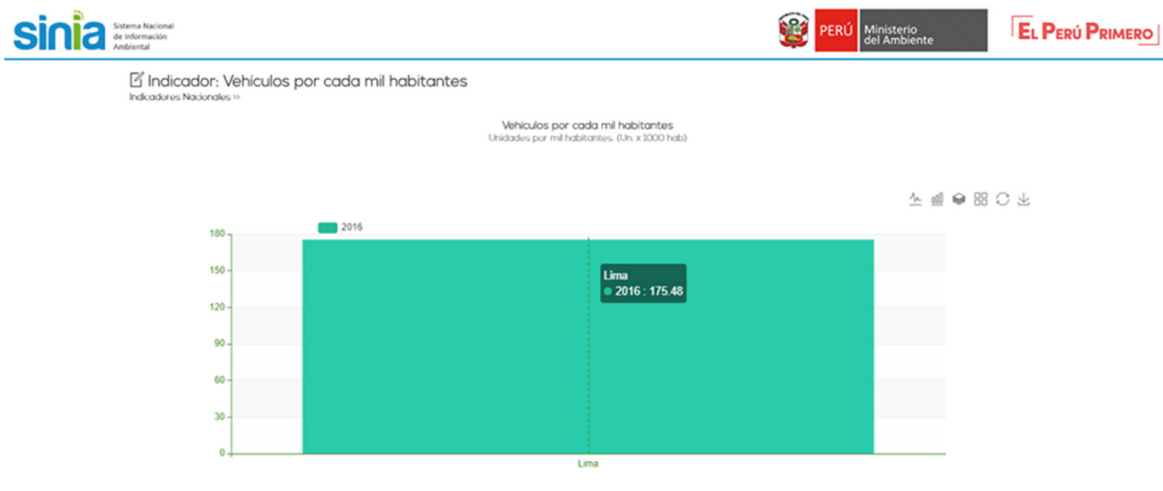 sinia
Sistema Nacional
de Información
Ambiental
PERÚ
Ministerio
del Ambiente
EL PERÚ PRIMERO
Indicador: Vehículos por cada mil habitantes
Indicadores Nacionales »
Vehiculos por cada mil habitantes
Unidades por mil habitantes. (Un. x 1000 hab)
2016
180
150
120
90
60
30
0
Lima
2016 : 175.48
Lima